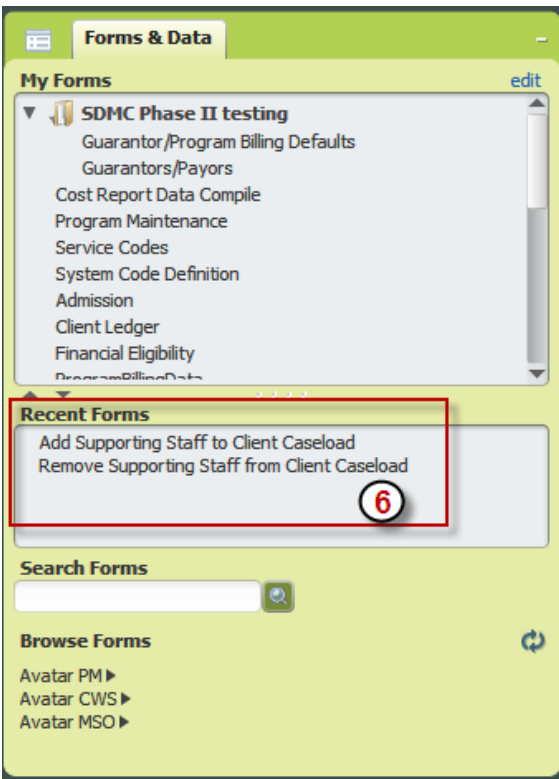 Forms & Data
My Forms edit
SDMC Phase II testing
Guarantor/Program Billing Defaults
Guarantors/Payors
Cost Report Data Compile
Program Maintenance
Service Codes
System Code Definition
Admission
Client Ledger
Financial Eligibility
ProgramBillingData
Recent Forms
Add Supporting Staff to Client Caseload
Remove Supporting Staff from Client Caseload
6
Search Forms
Browse Forms
Avatar PM
Avatar CWS
Avatar MSO